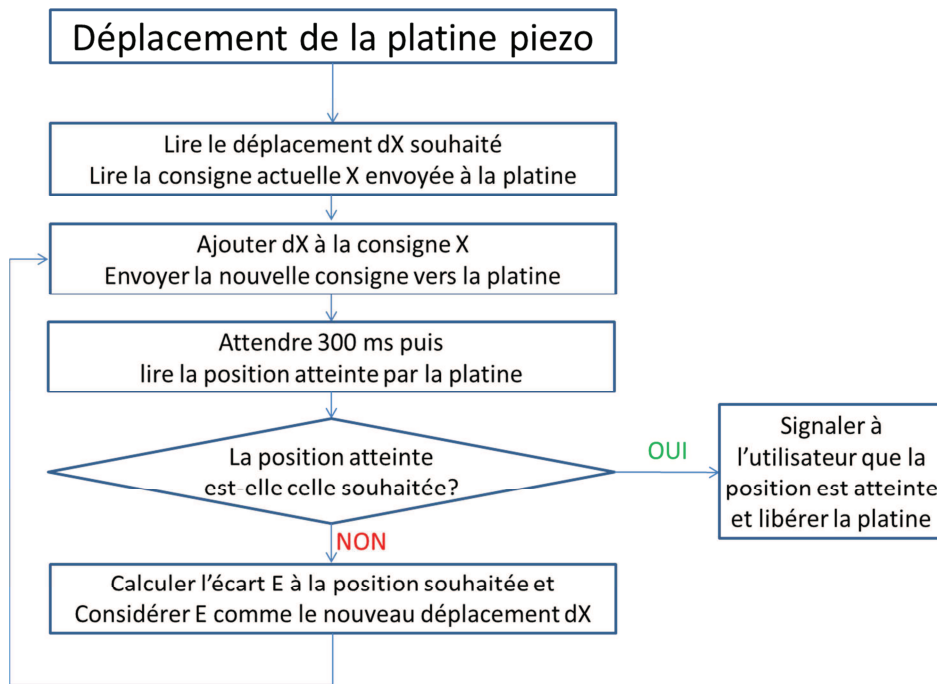 Déplacement de la platine piezo
Lire le déplacement dX souhaité
Lire la consigne actuelle X envoyée à la platine
Ajouter dX à la consigne X
Envoyer la nouvelle consigne vers la platine
Attendre 300 ms puis
lire la position atteinte par la platine
La position atteinte
est-elle celle souhaitée?
OUI
Signaler à
l’utilisateur que la
position est atteinte
et libérer la platine
NON
Calculer l’écart E à la position souhaitée et
Considérer E comme le nouveau déplacement dX